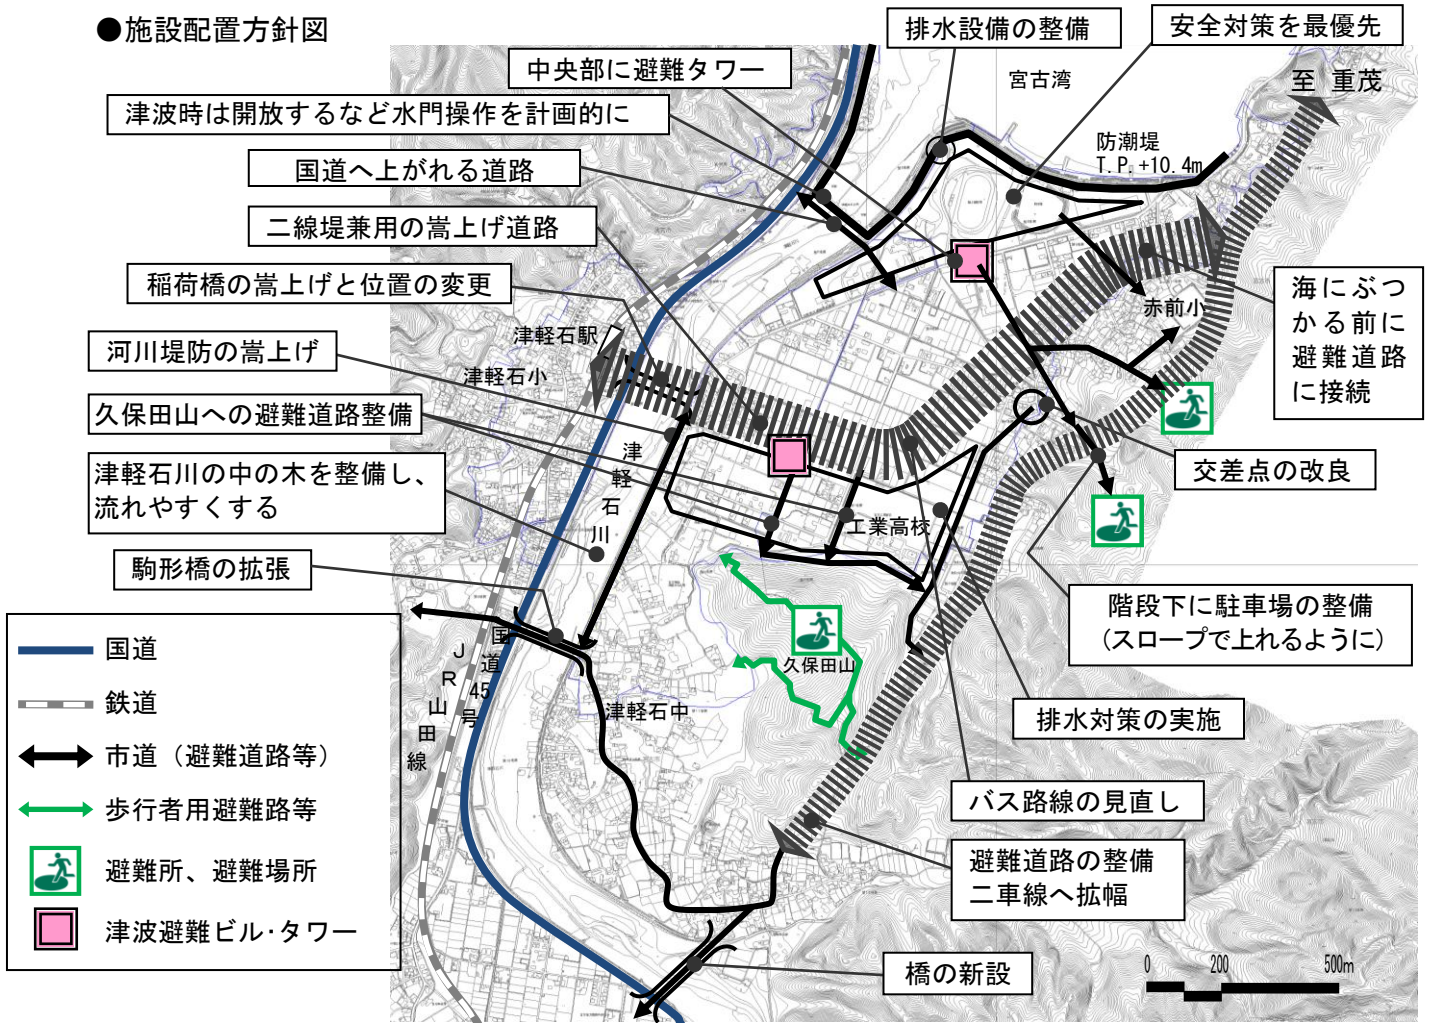 ●施設配置方針図
排水設備の整備
安全対策を最優先
中央部に避難タワー
宮古湾
至 重茂
津波時は開放するなど水門操作を計画的に
防潮堤
T.P.+10.4m
国道へ上がれる道路
二線堤兼用の嵩上げ道路
稲荷橋の嵩上げと位置の変更
海にぶつ
かる前に
避難道路
に接続
赤前小
津軽石駅
河川堤防の嵩上げ
津軽石小
久保田山への避難道路整備
津軽石川
交差点の改良
津軽石川の中の木を整備し、
流れやすくする
工業高校
駒形橋の拡張
階段下に駐車場の整備
(スロープで上れるように)
国道45号
JR山田線
久保田山
津軽石中
排水対策の実施
バス路線の見直し
避難道路の整備
二車線へ拡幅
橋の新設
国道
鉄道
市道（避難道路等）
歩行者用避難路等
避難所、避難場所
津波避難ビル･タワー
0 200 500m